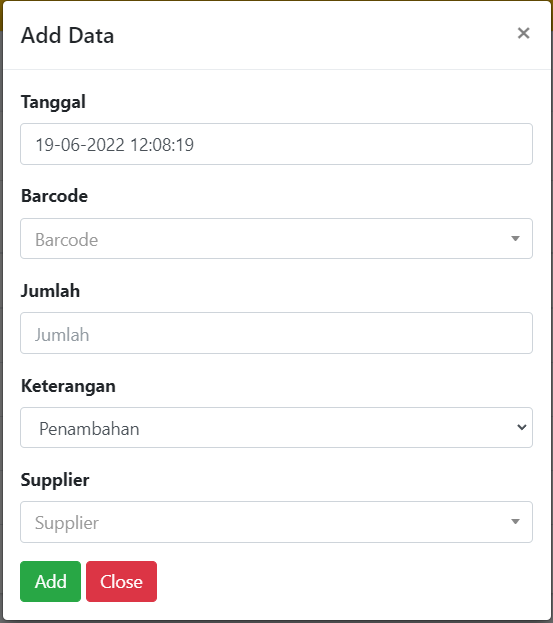 Add Data
×
Tanggal
19-06-2022 12:08:19
Barcode
Barcode
Jumlah
Jumlah
Keterangan
Penambahan
Supplier
Supplier
Add Close